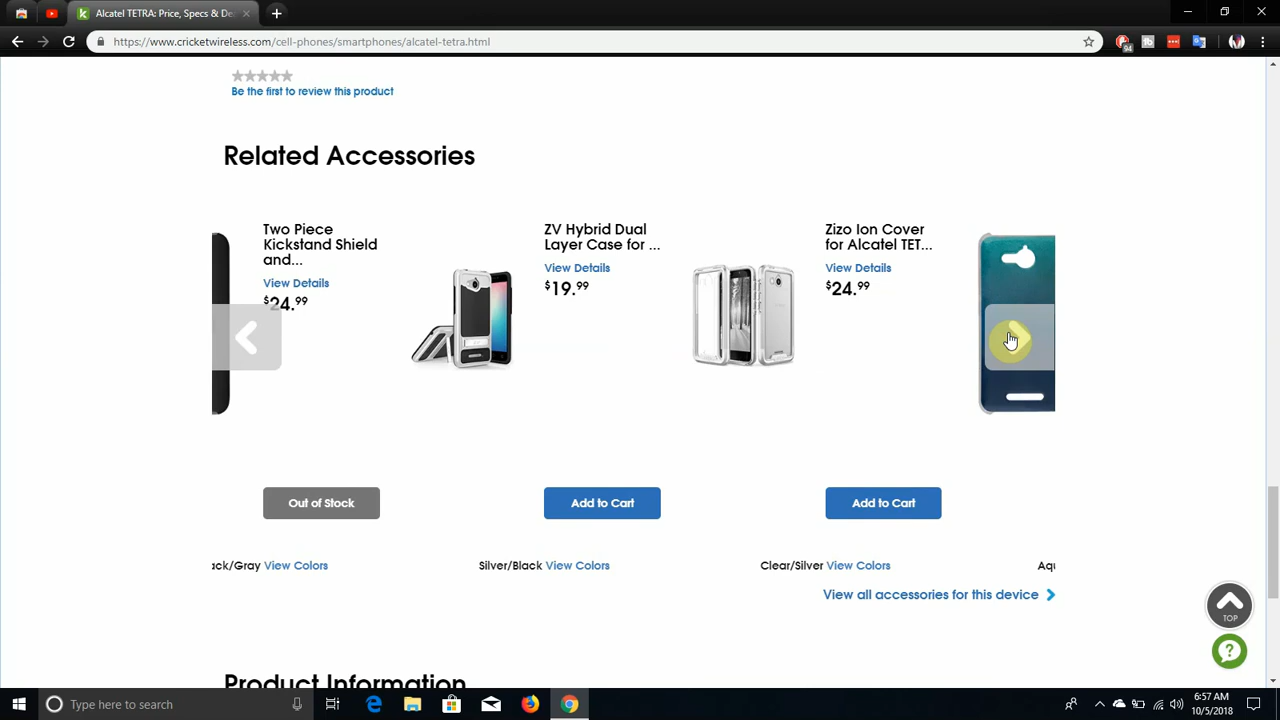 Alcatel TETRA: Price, Specs & De
https://www.cricketwireless.com/cell-phones/smartphones/alcatel-tetra.html
94
Be the first to review this product
Related Accessories
Two Piece
Kickstand Shield
and...
View Details
$24.99
Out of Stock
ack/Gray View Colors
ZV Hybrid Dual
Layer Case for ...
View Details
$19.99
Add to Cart
Silver/Black View Colors
Zizo Ion Cover
for Alcatel TET...
View Details
$24.99
Add to Cart
Clear/Silver View Colors
Aqu
View all accessories for this device
TOP
Product Information
Type here to search
6:57 AM
10/5/2018